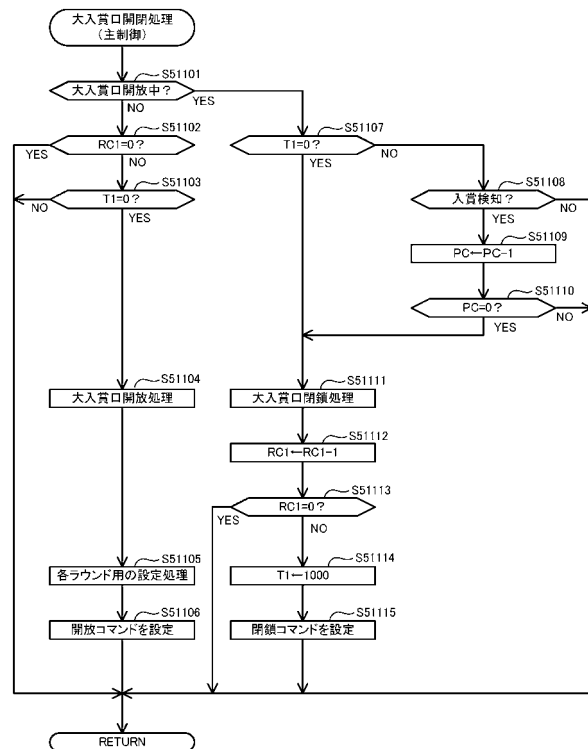 大入賞口開閉処理
(主制御)
S51101
大入賞口開放中？
NO
YES
S51102
RC1=0？
YES
NO
S51103
T1=0？
NO
YES
S51104
大入賞口開放処理
S51105
各ラウンド用の設定処理
S51106
開放コマンドを設定
S51107
T1=0？
YES
NO
S51108
入賞検知？
YES
NO
S51109
PC←PC-1
S51110
PC=0？
YES
NO
S51111
大入賞口閉鎖処理
S51112
RC1←RC1-1
S51113
RC1=0？
YES
NO
S51114
T1←1000
S51115
閉鎖コマンドを設定
RETURN